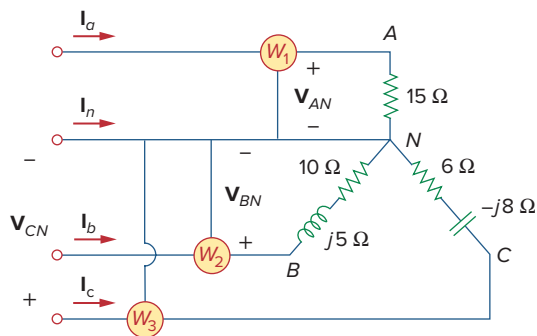 I_a
A
W_1
+
V_AN
15 Ω
I_n
−
N
−
−
10 Ω
6 Ω
V_BN
V_CN
I_b
−j8 Ω
+
j5 Ω
W_2
B
C
I_c
+
W_3